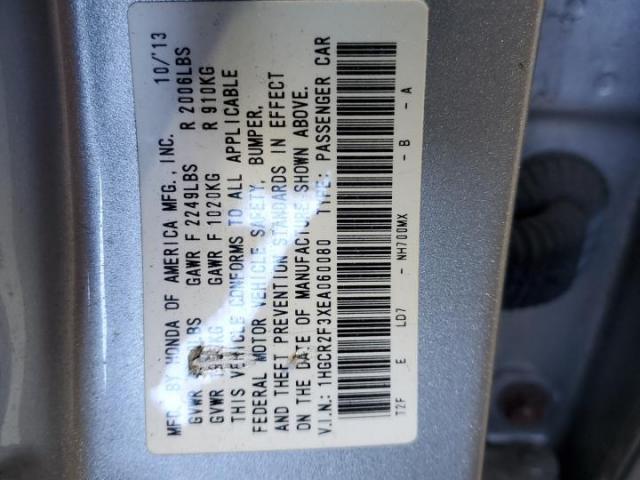 MFD. BY HONDA OF AMERICA MFG., INC. 10/13
GVWR LBS GAWR F 2249LBS R 2006LBS
GVWR KG GAWR F 1020KG R 910KG
THIS VEHICLE CONFORMS TO ALL APPLICABLE
FEDERAL MOTOR VEHICLE SAFETY, BUMPER,
AND THEFT PREVENTION STANDARDS IN EFFECT
ON THE DATE OF MANUFACTURE SHOWN ABOVE.
V.I.N.: 1HGCR2F3XEA060080 TYPE: PASSENGER CAR
T2F E LD7 - NH700MX - B - A